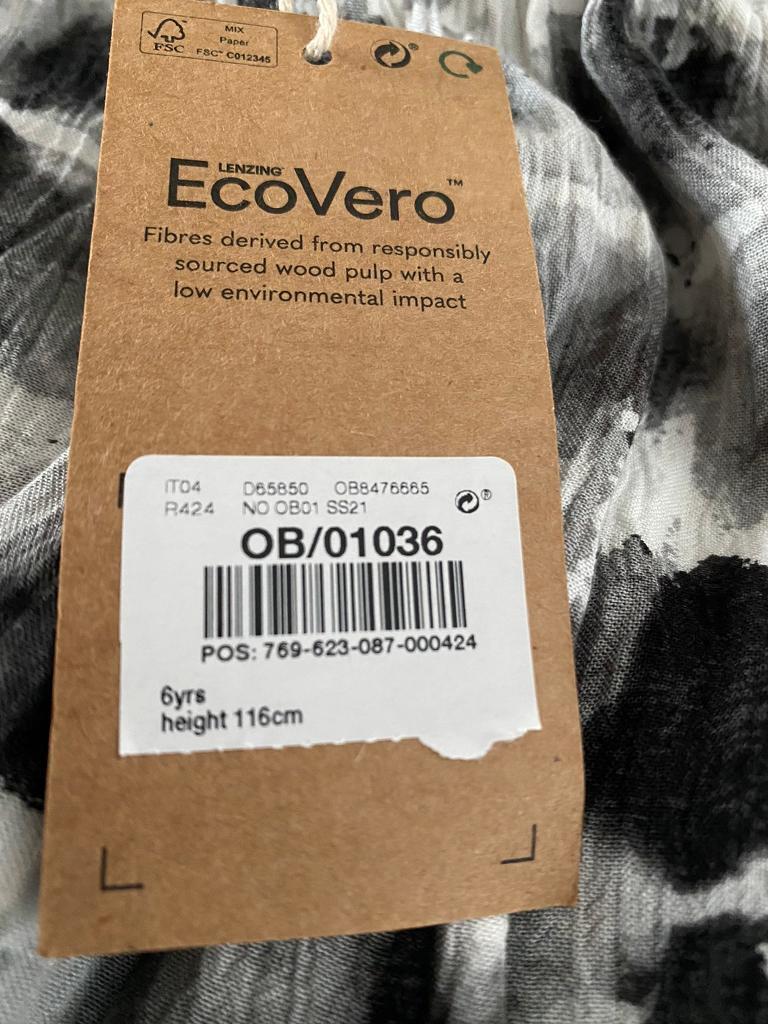 MIX
Paper
FSC FSC™ C012345
LENZING™
EcoVero™
Fibres derived from responsibly
sourced wood pulp with a
low environmental impact
IT04 D65850 OB8476665
R424 NO OB01 SS21
OB/01036
POS: 769-623-087-000424
6yrs
height 116cm